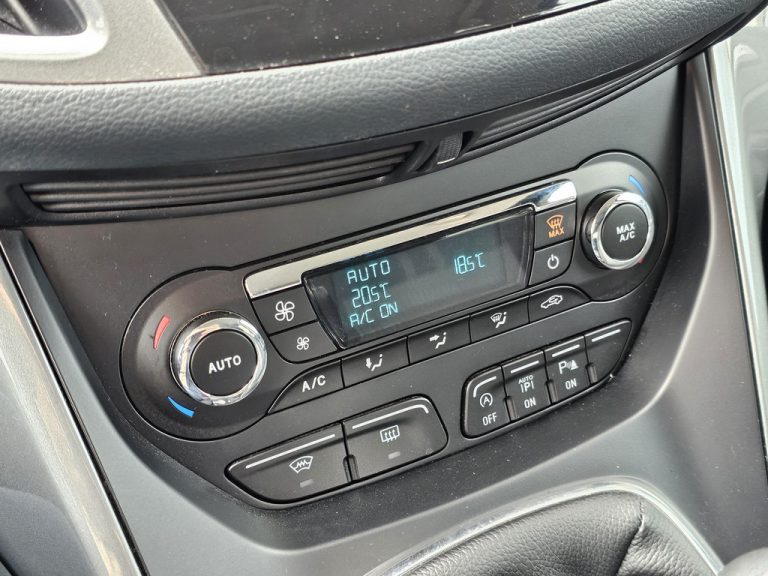 AUTO
18.5°C
20.5°C
A/C ON
MAX
MAX
A/C
AUTO
A/C
A
OFF
AUTO
P
ON
P
ON